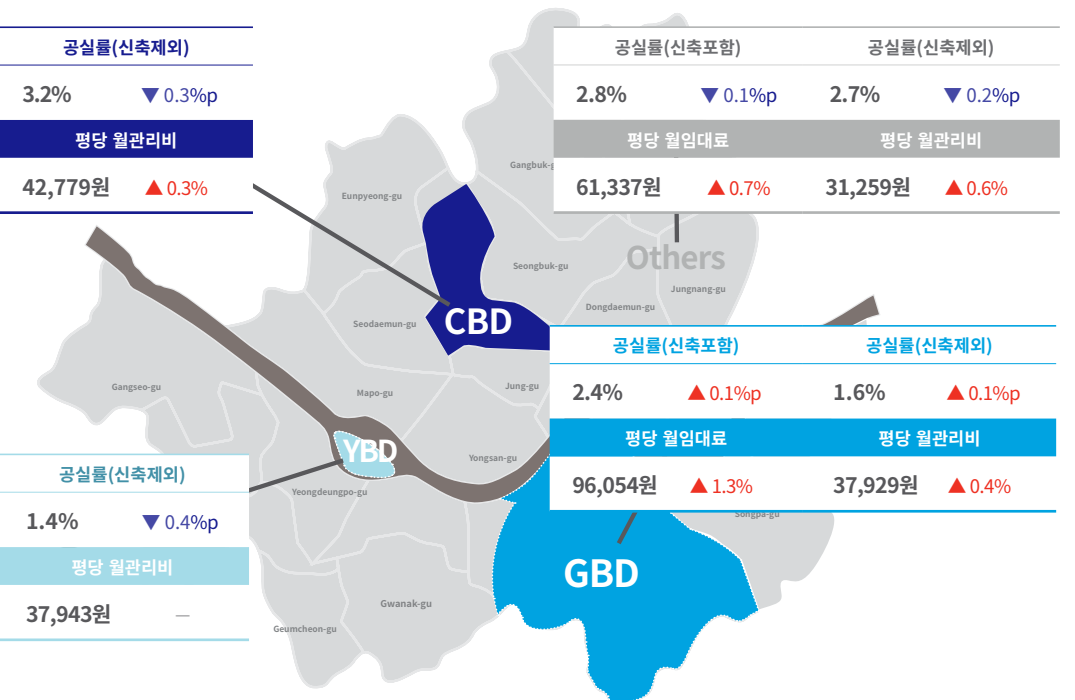 공실률(신축제외)
3.2% ▼ 0.3%p
평당 월관리비
42,779원 ▲ 0.3%
공실률(신축포함) 공실률(신축제외)
2.8% ▼ 0.1%p 2.7% ▼ 0.2%p
평당 월임대료 평당 월관리비
61,337원 ▲ 0.7% 31,259원 ▲ 0.6%
Gangbuk-g
Eunpyeong-gu
Others
Seongbuk-gu
Jungnang-gu
Dongdaemun-gu
CBD
Seodaemun-gu
Gangseo-gu
Mapo-gu
Jung-gu
공실률(신축포함) 공실률(신축제외)
2.4% ▲ 0.1%p 1.6% ▲ 0.1%p
평당 월임대료 평당 월관리비
96,054원 ▲ 1.3% 37,929원 ▲ 0.4%
YBD
Yongsan-gu
Yeongdeungpo-gu
공실률(신축제외)
1.4% ▼ 0.4%p
평당 월관리비
37,943원 –
Songpa-gu
GBD
Gwanak-gu
Geumcheon-gu